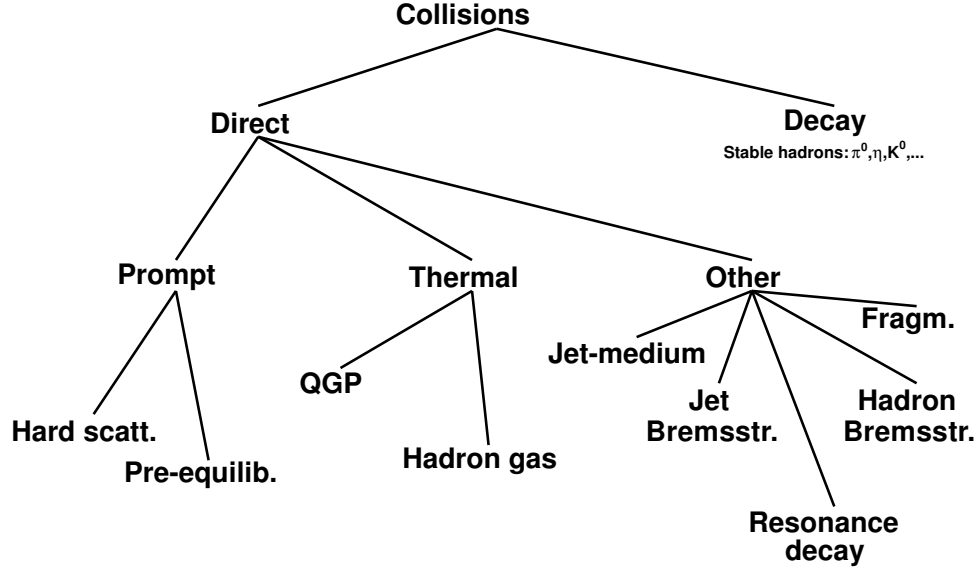 Collisions
Direct
Decay
Stable hadrons: π⁰,η,K⁰,...
Prompt
Thermal
Other
Fragm.
Jet-medium
QGP
Jet
Bremsstr.
Hadron
Bremsstr.
Hard scatt.
Pre-equilib.
Hadron gas
Resonance
decay